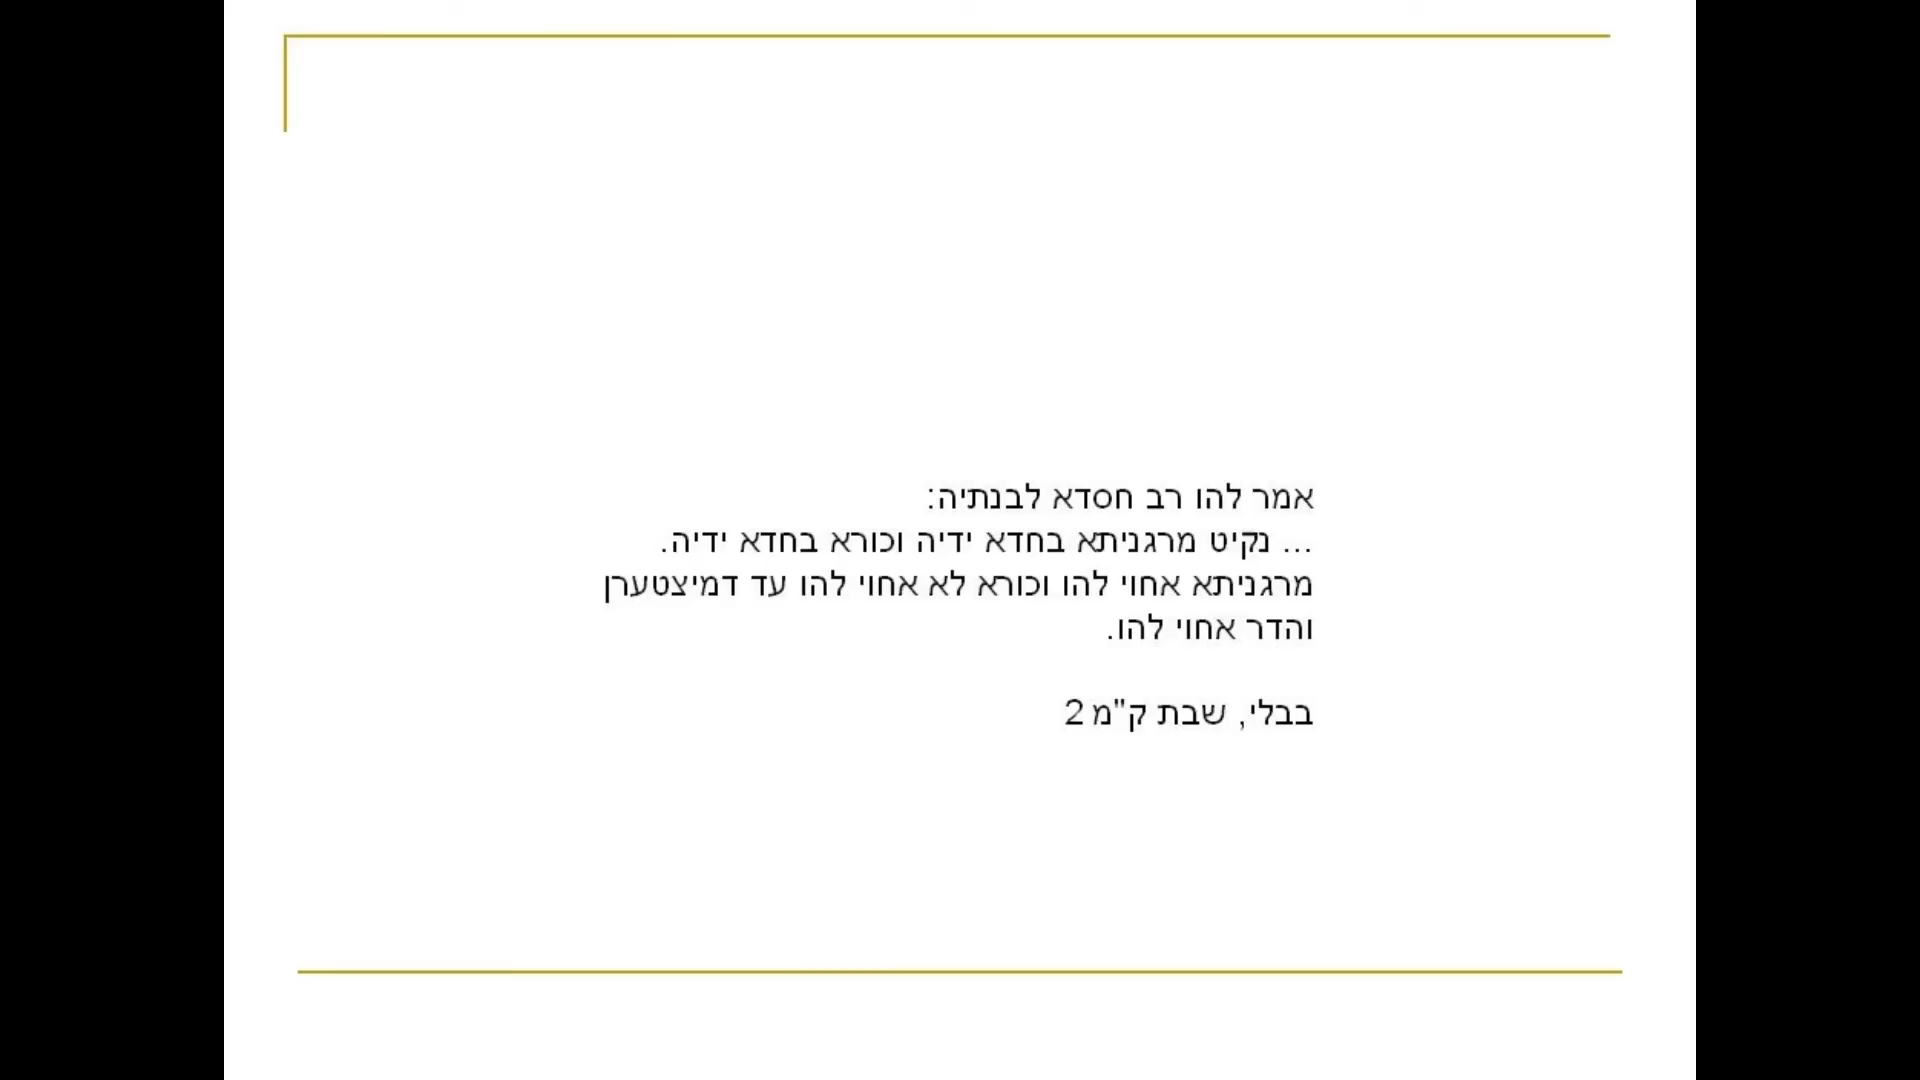 אמר להו רב חסדא לבנתיה:
... נקיט מרגניתא בחדא ידיה וכורא בחדא ידיה.
מרגניתא אחוי להו וכורא לא אחוי להו עד דמיצטערן
והדר אחוי להו.
בבלי, שבת ק"מ 2